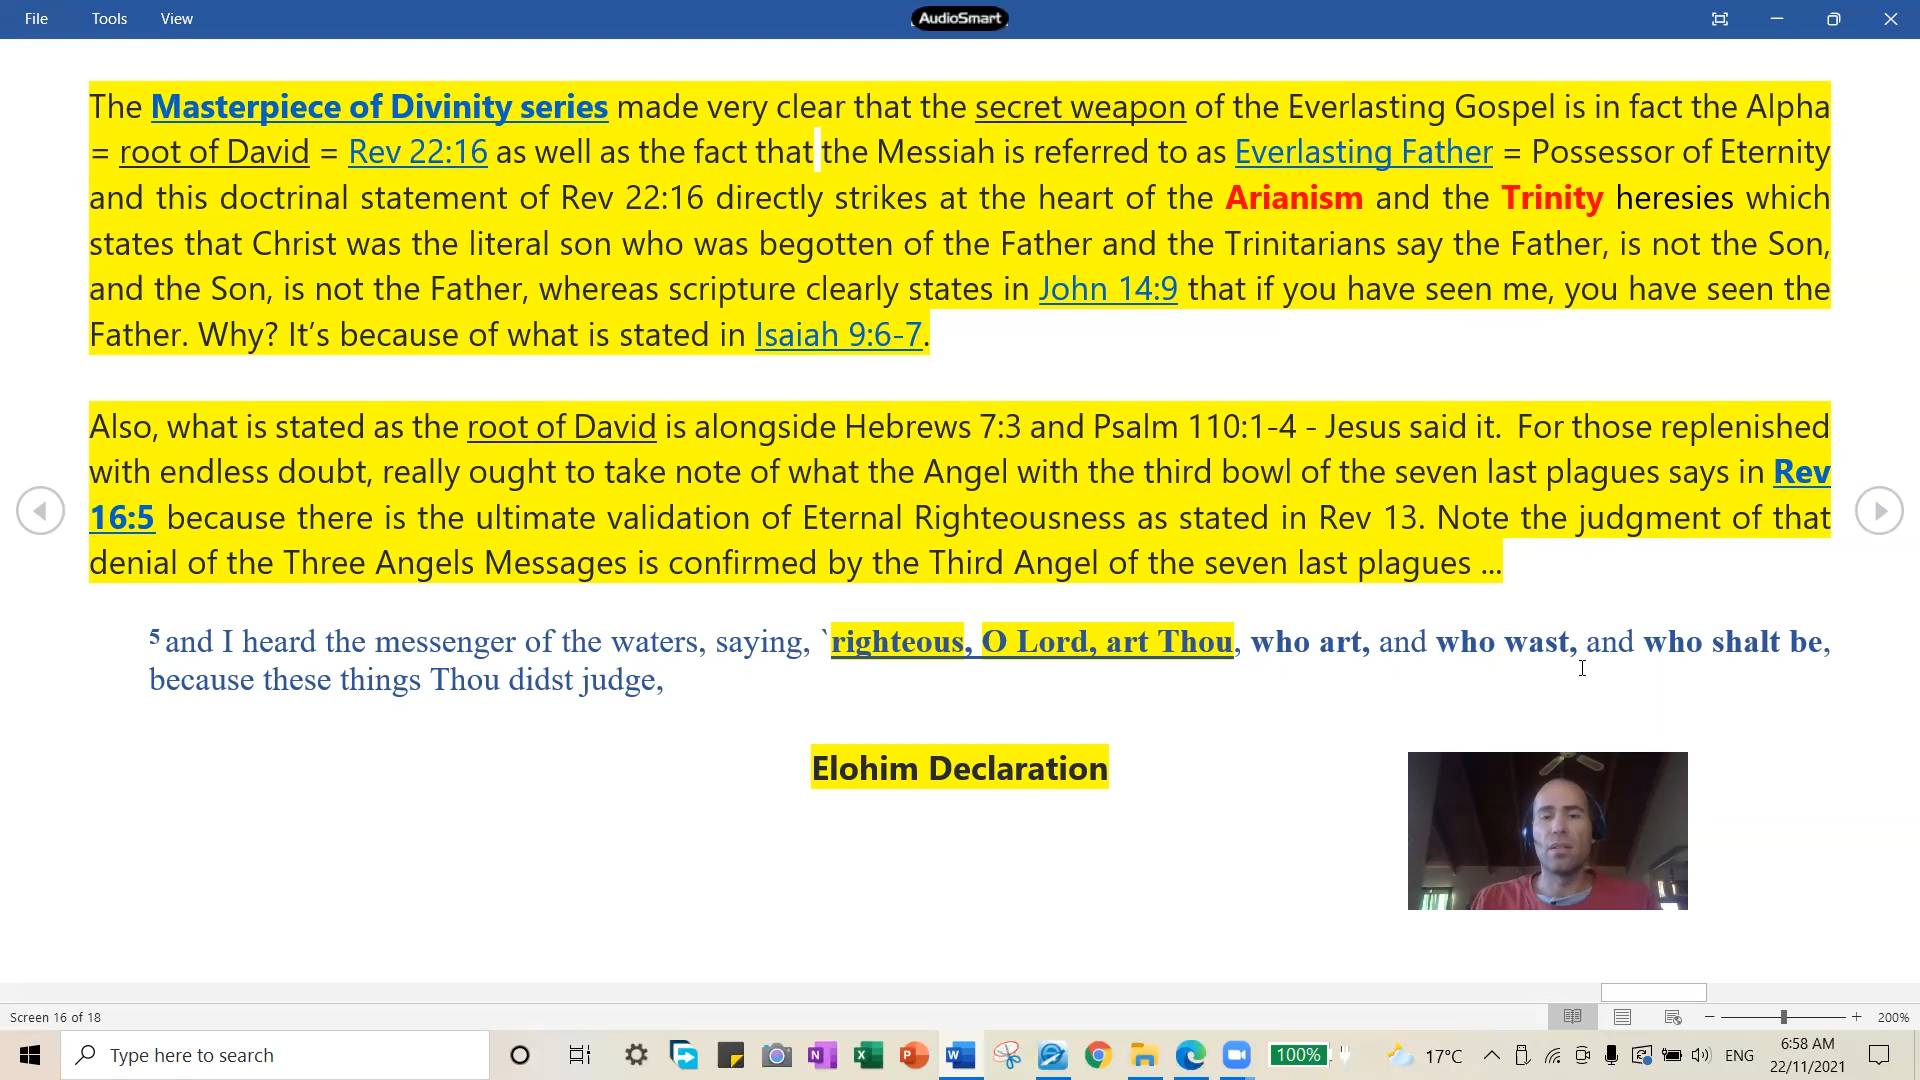 File Tools View AudioSmart
The Masterpiece of Divinity series made very clear that the secret weapon of the Everlasting Gospel is in fact the Alpha
= root of David = Rev 22:16 as well as the fact that the Messiah is referred to as Everlasting Father = Possessor of Eternity
and this doctrinal statement of Rev 22:16 directly strikes at the heart of the Arianism and the Trinity heresies which
states that Christ was the literal son who was begotten of the Father and the Trinitarians say the Father, is not the Son,
and the Son, is not the Father, whereas scripture clearly states in John 14:9 that if you have seen me, you have seen the
Father. Why? It’s because of what is stated in Isaiah 9:6-7.
Also, what is stated as the root of David is alongside Hebrews 7:3 and Psalm 110:1-4 - Jesus said it.  For those replenished
with endless doubt, really ought to take note of what the Angel with the third bowl of the seven last plagues says in Rev
16:5 because there is the ultimate validation of Eternal Righteousness as stated in Rev 13. Note the judgment of that
denial of the Three Angels Messages is confirmed by the Third Angel of the seven last plagues ...
5 and I heard the messenger of the waters, saying, `righteous, O Lord, art Thou, who art, and who wast, and who shalt be,
because these things Thou didst judge,
Elohim Declaration
Screen 16 of 18 200%
Type here to search 100% 17°C ENG 6:58 AM
22/11/2021